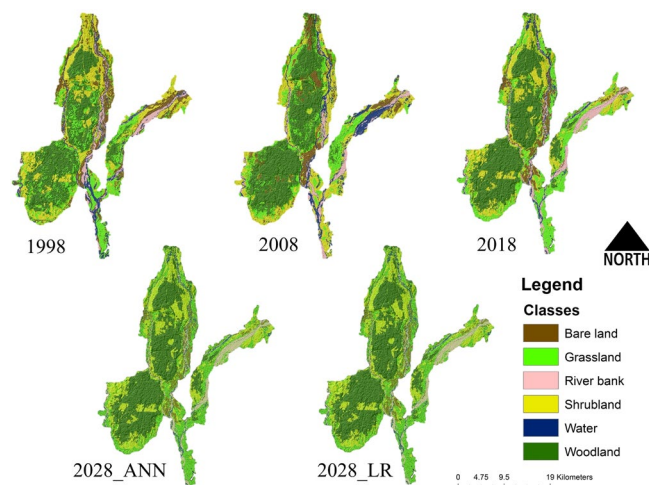 1998
2008
2018
NORTH
Legend
Classes
Bare land
Grassland
River bank
Shrubland
Water
Woodland
2028_ANN
2028_LR
0 4.75 9.5 19 Kilometers